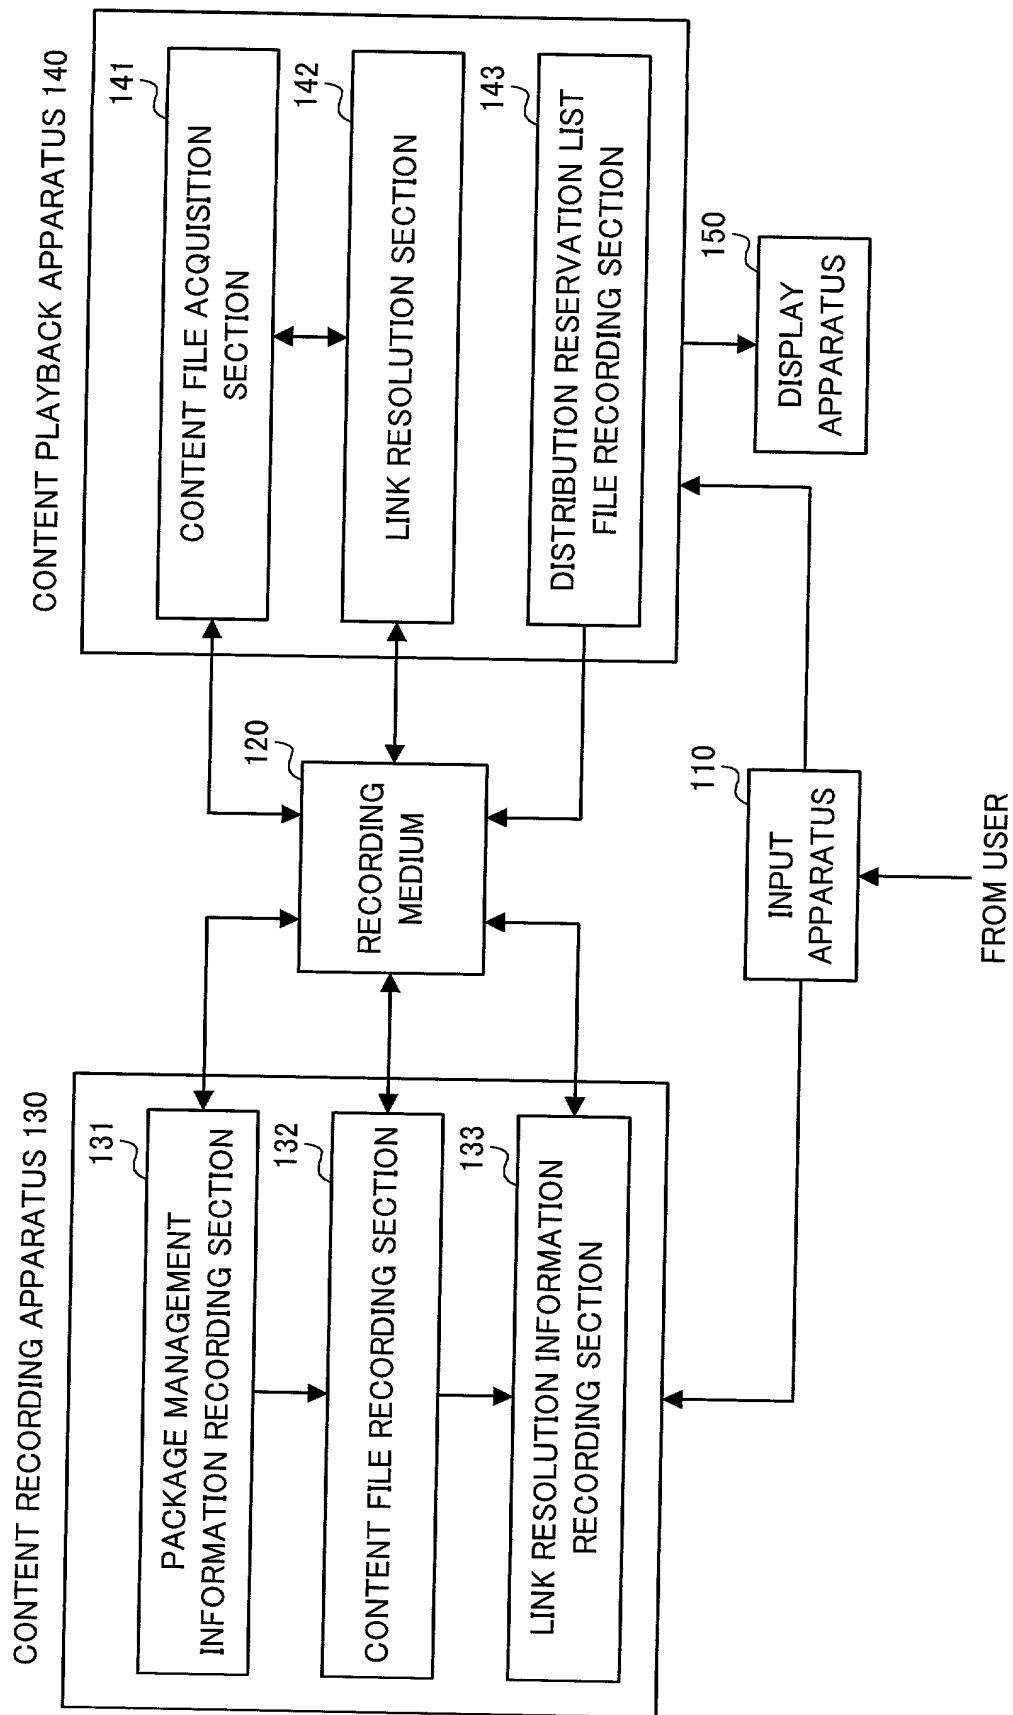 CONTENT RECORDING APPARATUS 130
131
PACKAGE MANAGEMENT
INFORMATION RECORDING SECTION
132
CONTENT FILE RECORDING SECTION
133
LINK RESOLUTION INFORMATION
RECORDING SECTION
120
RECORDING
MEDIUM
CONTENT PLAYBACK APPARATUS 140
141
CONTENT FILE ACQUISITION
SECTION
142
LINK RESOLUTION SECTION
143
DISTRIBUTION RESERVATION LIST
FILE RECORDING SECTION
110
INPUT
APPARATUS
FROM USER
150
DISPLAY
APPARATUS